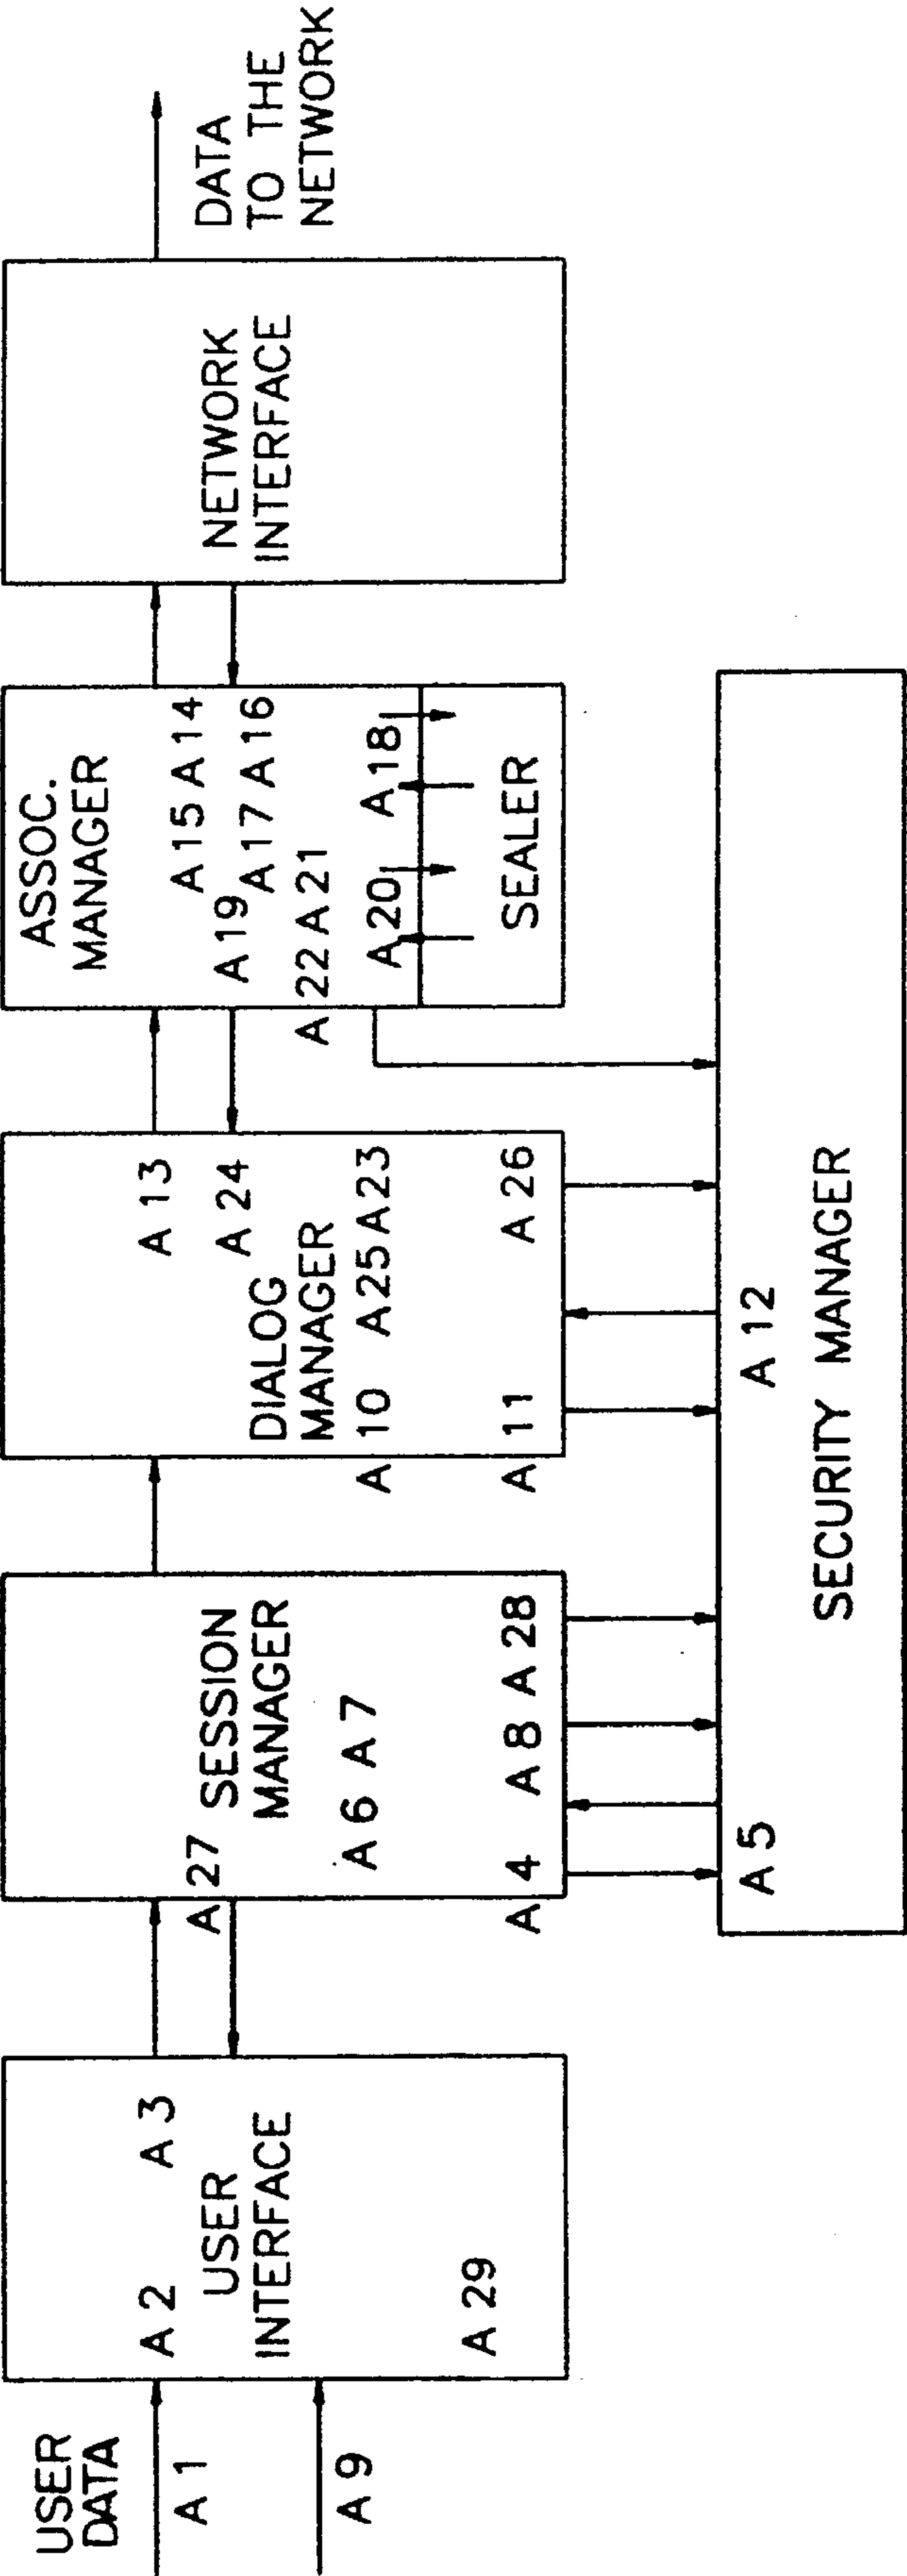 USER
DATA
A 1
A 9
A 2
A 3
USER
INTERFACE
A 29
A 27
SESSION
MANAGER
A 6 A 7
A 4
A 8
A 28
A 13
A 24
DIALOG
MANAGER
A 10
A 25 A 23
A 11
A 26
ASSOC.
MANAGER
A 15 A 14
A 19
A 17 A 16
A 22 A 21
A 20
A 18
SEALER
NETWORK
INTERFACE
DATA
TO THE
NETWORK
A 5
A 12
SECURITY MANAGER